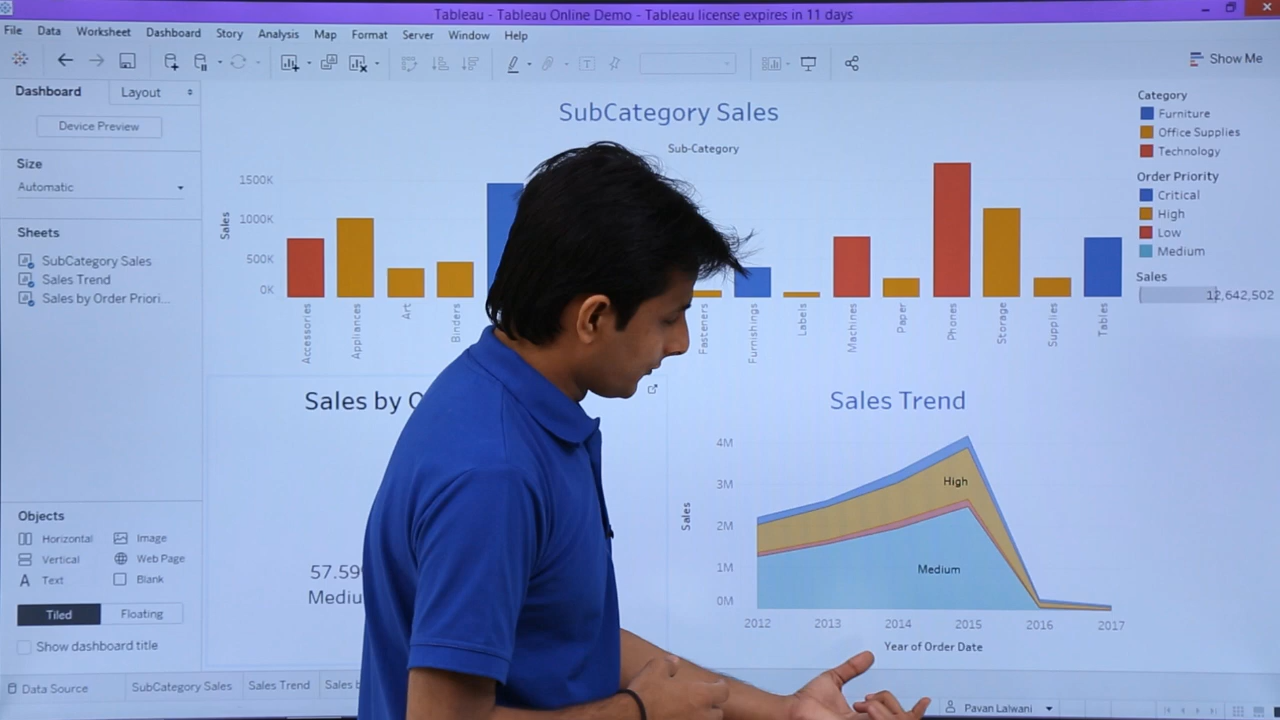 Tableau - Tableau Online Demo - Tableau license expires in 11 days
File Data Worksheet Dashboard Story Analysis Map Format Server Window Help
Show Me
Dashboard Layout
Device Preview
Size
Automatic
Sheets
SubCategory Sales
Sales Trend
Sales by Order Priori...
Objects
Horizontal Image
Vertical Web Page
A Text Blank
Tiled Floating
Show dashboard title
SubCategory Sales
Sub-Category
Sales
1500K
1000K
500K
0K
Accessories
Appliances
Art
Binders
Fasteners
Furnishings
Labels
Machines
Paper
Phones
Storage
Supplies
Tables
Category
Furniture
Office Supplies
Technology
Order Priority
Critical
High
Low
Medium
Sales
12,642,502
Sales by
57.59
Mediu
Sales Trend
Sales
4M
3M
2M
1M
0M
High
Medium
2012 2013 2014 2015 2016 2017
Year of Order Date
Data Source SubCategory Sales Sales Trend Sales b
Pavan Lalwani